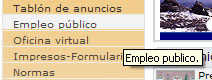 Tablón de anuncios
Empleo público
Oficina virtual
Impresos-Formulari
Empleo publico.
Normas